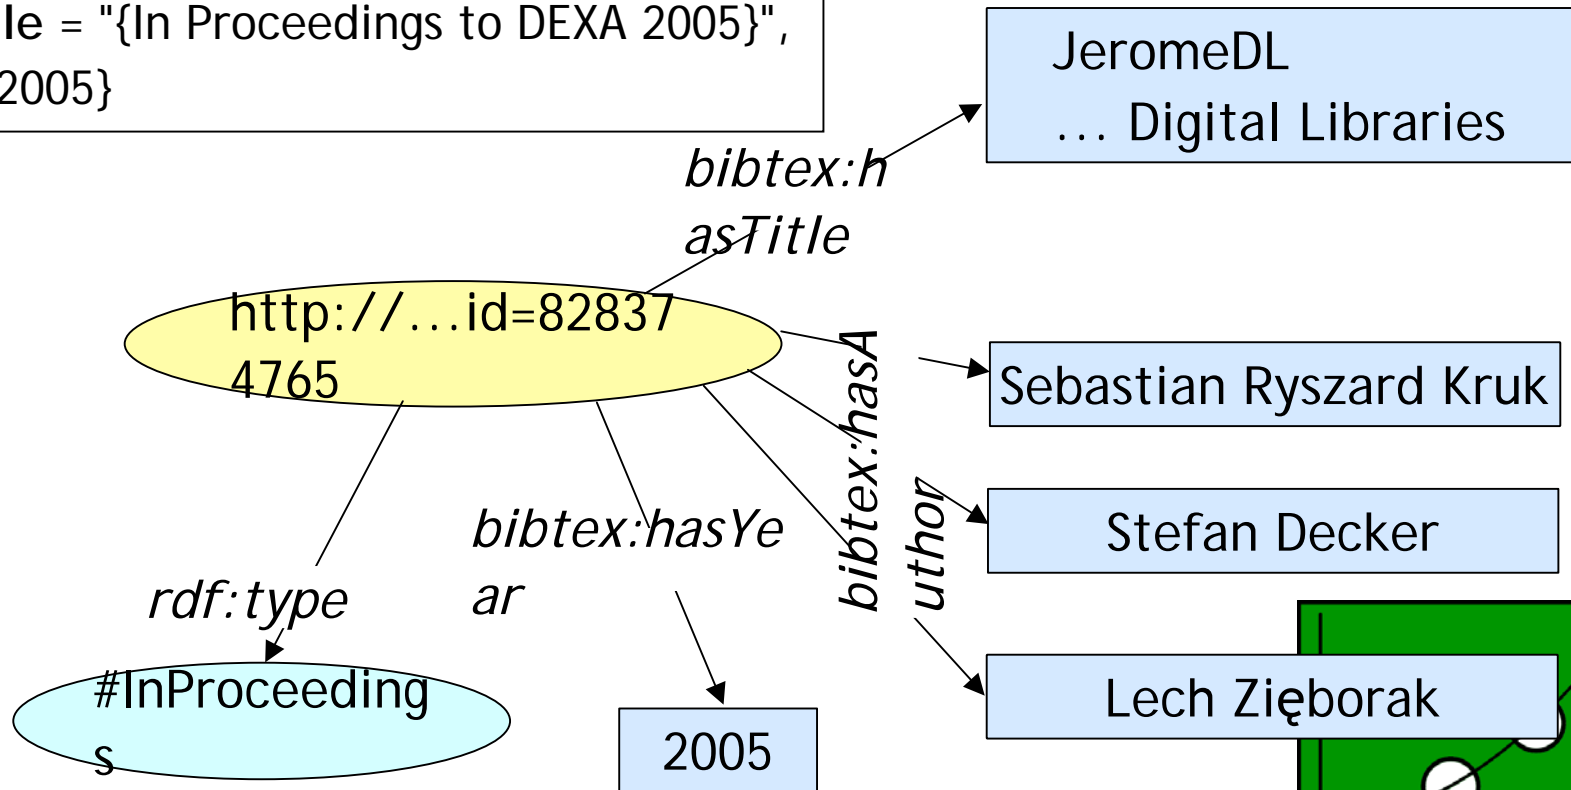 le = "{In Proceedings to DEXA 2005}",
2005}
JeromeDL
... Digital Libraries
bibtex:h
asTitle
http://...id=82837
4765
bibtex:hasA
uthor
Sebastian Ryszard Kruk
Stefan Decker
bibtex:hasYe
ar
rdf:type
#InProceeding
s
2005
Lech Zięborak